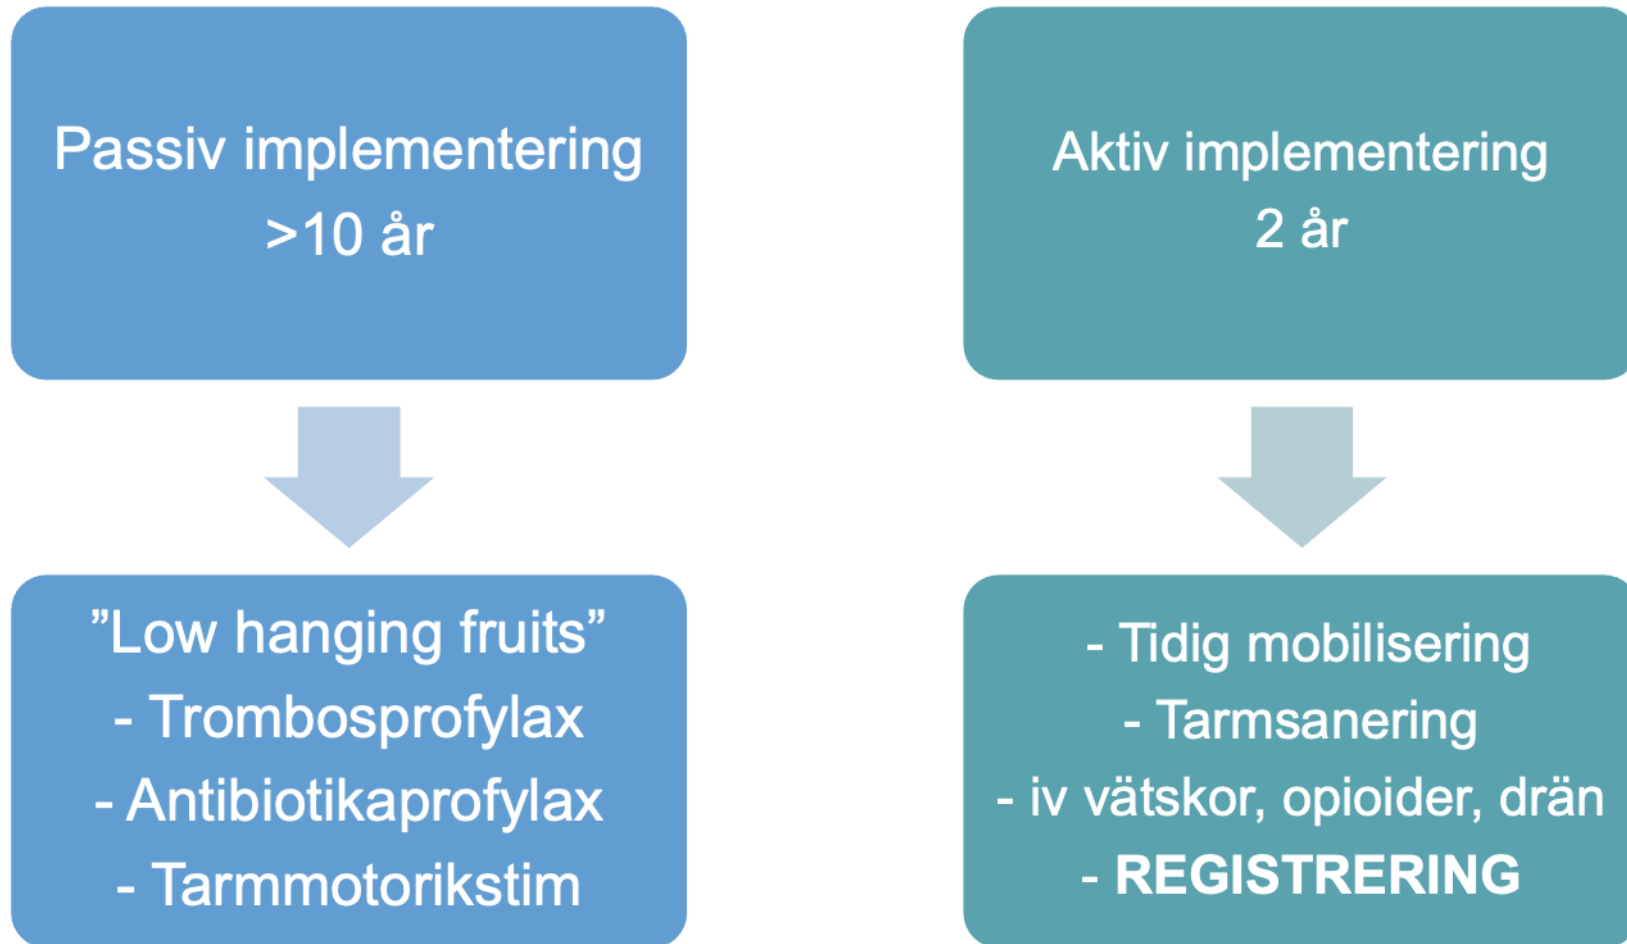 Passiv implementering
>10 år
Aktiv implementering
2 år
”Low hanging fruits”
- Trombosprofylax
- Antibiotikaprofylax
- Tarmmotorikstim
- Tidig mobilisering
- Tarmsanering
- iv vätskor, opioider, drän
- REGISTRERING